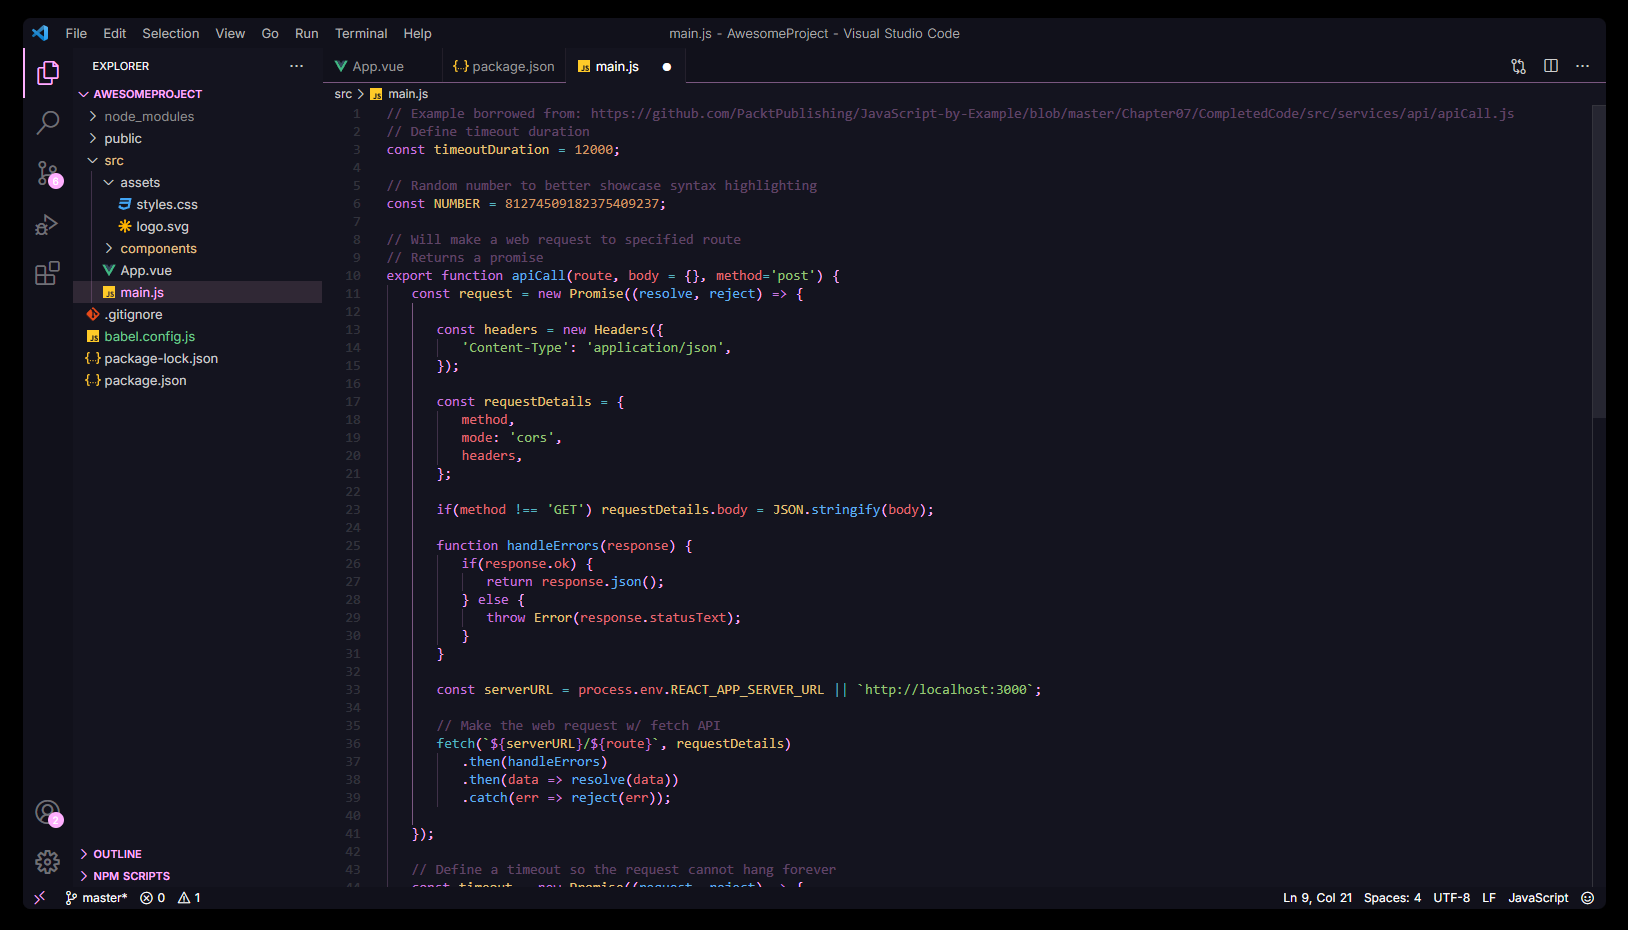 File Edit Selection View Go Run Terminal Help
main.js - AwesomeProject - Visual Studio Code
EXPLORER
AWESOMEPROJECT
node_modules
public
src
assets
styles.css
logo.svg
components
App.vue
main.js
.gitignore
babel.config.js
package-lock.json
package.json
OUTLINE
NPM SCRIPTS
6
2
App.vue
package.json
main.js
src > main.js
1 // Example borrowed from: https://github.com/PacktPublishing/JavaScript-by-Example/blob/master/Chapter07/CompletedCode/src/services/api/apiCall.js
2 // Define timeout duration
3 const timeoutDuration = 12000;
4
5 // Random number to better showcase syntax highlighting
6 const NUMBER = 81274509182375409237;
7
8 // Will make a web request to specified route
9 // Returns a promise
10 export function apiCall(route, body = {}, method='post') {
11 const request = new Promise((resolve, reject) => {
12
13 const headers = new Headers({
14 'Content-Type': 'application/json',
15 });
16
17 const requestDetails = {
18 method,
19 mode: 'cors',
20 headers,
21 };
22
23 if(method !== 'GET') requestDetails.body = JSON.stringify(body);
24
25 function handleErrors(response) {
26 if(response.ok) {
27 return response.json();
28 } else {
29 throw Error(response.statusText);
30 }
31 }
32
33 const serverURL = process.env.REACT_APP_SERVER_URL || `http://localhost:3000`;
34
35 // Make the web request w/ fetch API
36 fetch(`${serverURL}/${route}`, requestDetails)
37 .then(handleErrors)
38 .then(data => resolve(data))
39 .catch(err => reject(err));
40
41 });
42
43 // Define a timeout so the request cannot hang forever
44 const timeout = new Promise((request, reject) => {
master* 0 1
Ln 9, Col 21 Spaces: 4 UTF-8 LF JavaScript